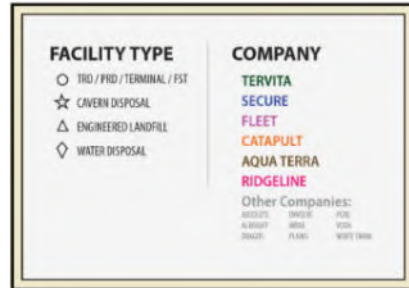 FACILITY TYPE
TRD / PRD / TERMINAL / FST
CAVERN DISPOSAL
ENGINEERED LANDFILL
WATER DISPOSAL
COMPANY
TERVITA
SECURE
FLEET
CATAPULT
AQUA TERRA
RIDGELINE
Other Companies: